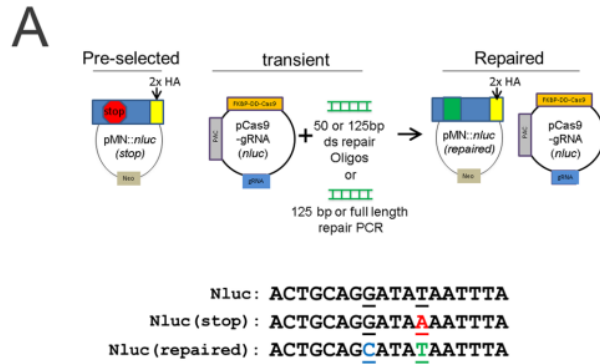 A
Pre-selected
transient
Repaired
2x HA
stop
pMN::nluc
(stop)
Neo
FKBP-DD-Cas9
PAC
pCas9
-gRNA
(nluc)
gRNA
+
50 or 125bp
ds repair
Oligos
or
125 bp or full length
repair PCR
2x HA
pMN::nluc
(repaired)
Neo
FKBP-DD-Cas9
PAC
pCas9
-gRNA
(nluc)
gRNA
Nluc: ACTGCAGGATATAATTTA
Nluc(stop): ACTGCAGGATAAAATTTA
Nluc(repaired): ACTGCAGCATATAATTTA